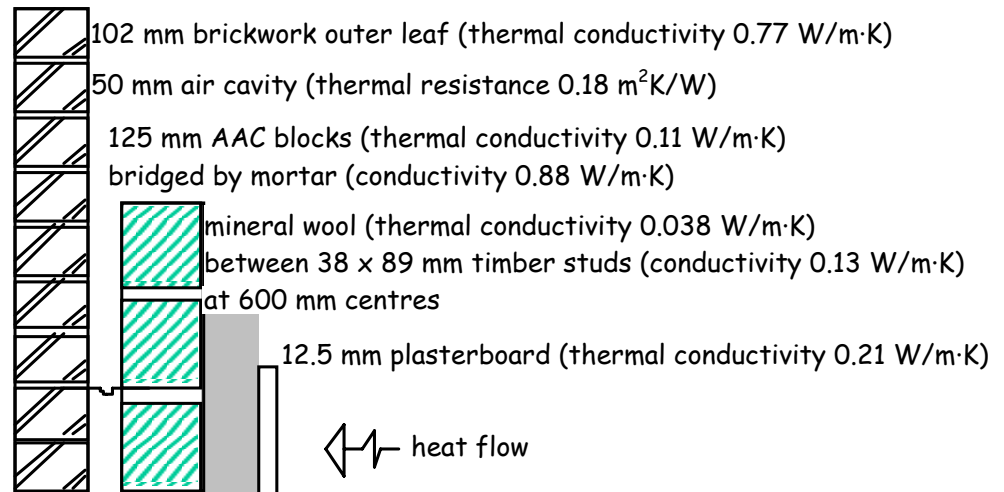 102 mm brickwork outer leaf (thermal conductivity 0.77 W/m·K)
50 mm air cavity (thermal resistance 0.18 m²K/W)
125 mm AAC blocks (thermal conductivity 0.11 W/m·K)
bridged by mortar (conductivity 0.88 W/m·K)
mineral wool (thermal conductivity 0.038 W/m·K)
between 38 x 89 mm timber studs (conductivity 0.13 W/m·K)
at 600 mm centres
12.5 mm plasterboard (thermal conductivity 0.21 W/m·K)
heat flow